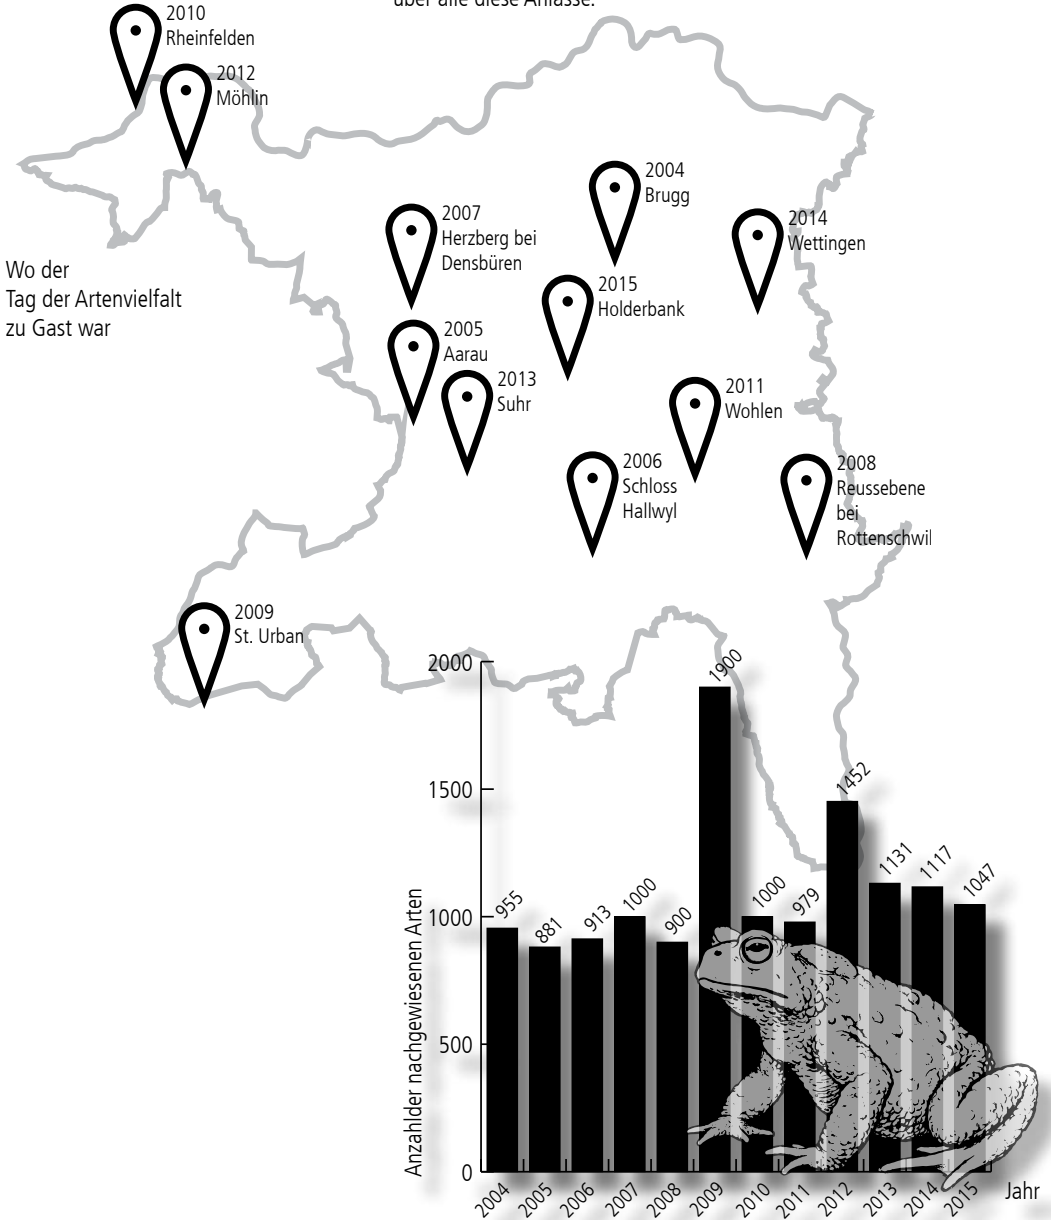 über alle diese Anlässe.
2010
Rheinfelden
2012
Möhlin
2004
Brugg
2007
Herzberg bei
Densbüren
2014
Wettingen
Wo der
Tag der Artenvielfalt
zu Gast war
2015
Holderbank
2005
Aarau
2013
Suhr
2011
Wohlen
2006
Schloss
Hallwyl
2008
Reussebene
bei
Rottenschwil
2009
St. Urban
Anzahlder nachgewiesenen Arten
2000
1500
1000
500
0
955
881
913
1000
900
1900
1000
979
1452
1131
1117
1047
2004
2005
2006
2007
2008
2009
2010
2011
2012
2013
2014
2015
Jahr